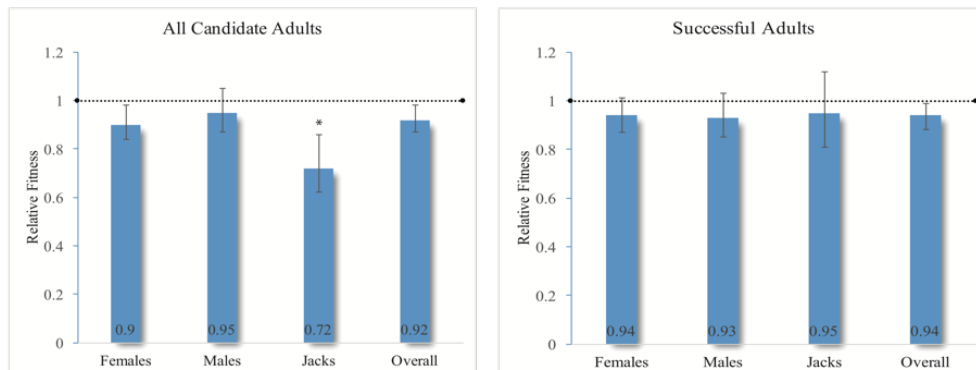 All Candidate Adults
Relative Fitness
1.2
1
0.8
0.6
0.4
0.2
0
*
0.9
0.95
0.72
0.92
Females
Males
Jacks
Overall
Successful Adults
Relative Fitness
1.2
1
0.8
0.6
0.4
0.2
0
0.94
0.93
0.95
0.94
Females
Males
Jacks
Overall